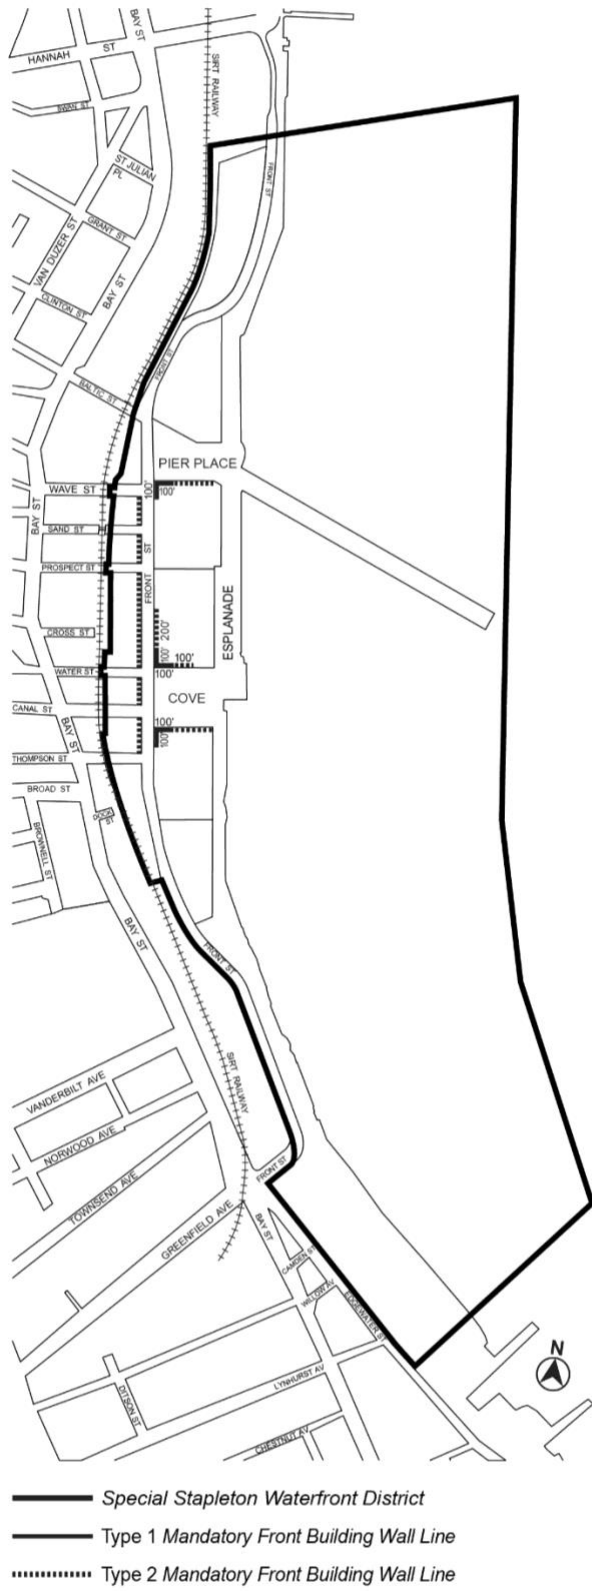 HANNAH ST
BAY ST
SIRT RAILWAY
SWAN ST
ST JULIAN
PL
FRONT ST
GRANT ST
VAN DUZER ST
BAY ST
CLINTON ST
FRONT ST
BALTIC ST
PIER PLACE
WAVE ST
100'
100'
BAY ST
SAND ST
ST
PROSPECT ST
FRONT
ESPLANADE
200'
CROSS ST
100'
100'
WATER ST
100'
COVE
CANAL ST
100'
BAY ST
100'
THOMPSON ST
BROAD ST
DOCK
ST
BROWNELL ST
BAY ST
FRONT ST
SIRT RAILWAY
VANDERBILT AVE
NORWOOD AVE
FRONT ST
TOWNSEND AVE
GREENFIELD AVE
BAY ST
CAMDEN ST
WILLOW AV
EDGEWATER ST
N
LYNHURST AV
DITSON ST
CHESTNUT AV
Special Stapleton Waterfront District
Type 1 Mandatory Front Building Wall Line
Type 2 Mandatory Front Building Wall Line